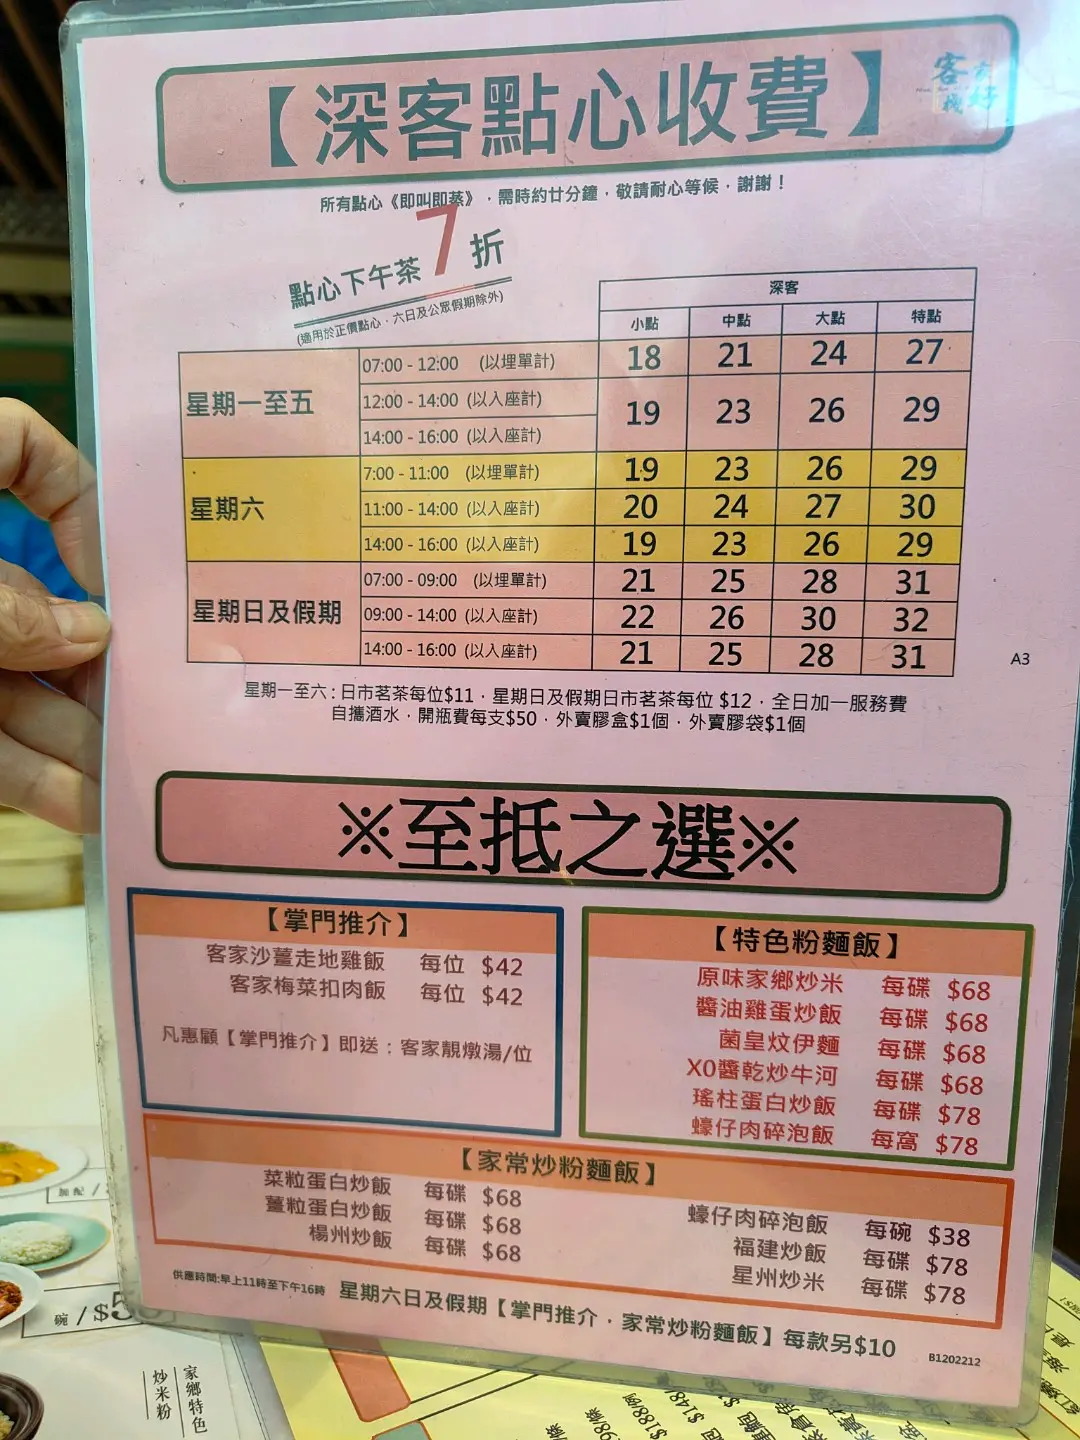 【深客點心收費】
客家好棧
所有點心《即叫即蒸》﹐需時約廿分鐘﹐敬請耐心等候﹐謝謝！
點心下午茶7折
(適用於正價點心﹐六日及公眾假期除外)
深客
小點 中點 大點 特點
星期一至五
07:00 - 12:00 (以埋單計) 18 21 24 27
12:00 - 14:00 (以入座計)
19 23 26 29
14:00 - 16:00 (以入座計)
星期六
7:00 - 11:00 (以埋單計) 19 23 26 29
11:00 - 14:00 (以入座計) 20 24 27 30
14:00 - 16:00 (以入座計) 19 23 26 29
星期日及假期
07:00 - 09:00 (以埋單計) 21 25 28 31
09:00 - 14:00 (以入座計) 22 26 30 32
14:00 - 16:00 (以入座計) 21 25 28 31
A3
星期一至六 : 日市茗茶每位$11﹐星期日及假期日市茗茶每位 $12﹐全日加一服務費
自攜酒水﹐開瓶費每支$50﹐外賣膠盒$1個﹐外賣膠袋$1個
※至抵之選※
【掌門推介】
客家沙薑走地雞飯 每位 $42
客家梅菜扣肉飯 每位 $42
凡惠顧【掌門推介】即送：客家靚燉湯/位
【特色粉麵飯】
原味家鄉炒米 每碟 $68
醬油雞蛋炒飯 每碟 $68
菌皇炆伊麵 每碟 $68
XO醬乾炒牛河 每碟 $68
瑤柱蛋白炒飯 每碟 $78
蠔仔肉碎泡飯 每窩 $78
【家常炒粉麵飯】
菜粒蛋白炒飯 每碟 $68
薑粒蛋白炒飯 每碟 $68
楊州炒飯 每碟 $68
蠔仔肉碎泡飯 每碗 $38
福建炒飯 每碟 $78
星州炒米 每碟 $78
供應時間:早上11時至下午16時 星期六日及假期【掌門推介﹐家常炒粉麵飯】每款另$10
B1202212
加配 /
碗 / $5
家鄉特色
炒米粉
$188/例
$148/